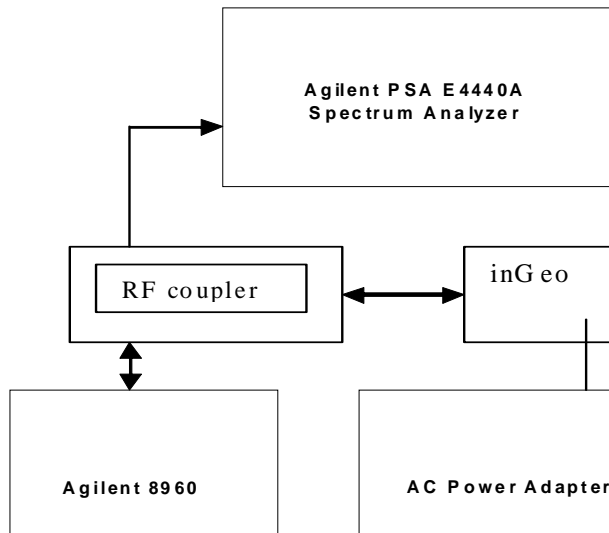 Agilent PSA E4440A
Spectrum Analyzer
RF coupler
inGeo
Agilent 8960
AC Power Adapter